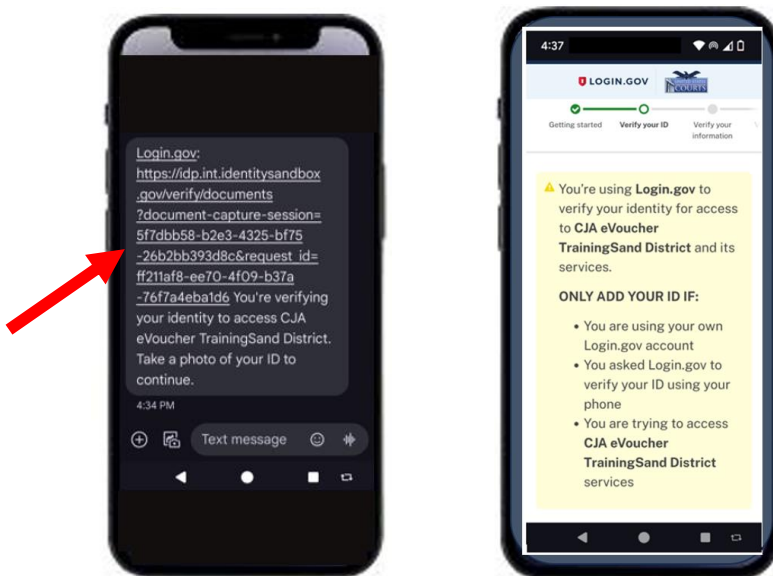 Login.gov:
https://idp.int.identitysandbox
.gov/verify/documents
?document-capture-session=
5f7dbb58-b2e3-4325-bf75
-26b2bb393d8c&request_id=
ff211af8-ee70-4f09-b37a
-76f7a4eba1d6 You're verifying
your identity to access CJA
eVoucher TrainingSand District.
Take a photo of your ID to
continue.
4:34 PM
Text message
4:37
LOGIN.GOV
COURTS
Getting started Verify your ID Verify your
information
You're using Login.gov to
verify your identity for access
to CJA eVoucher
TrainingSand District and its
services.
ONLY ADD YOUR ID IF:
• You are using your own
Login.gov account
• You asked Login.gov to
verify your ID using your
phone
• You are trying to access
CJA eVoucher
TrainingSand District
services